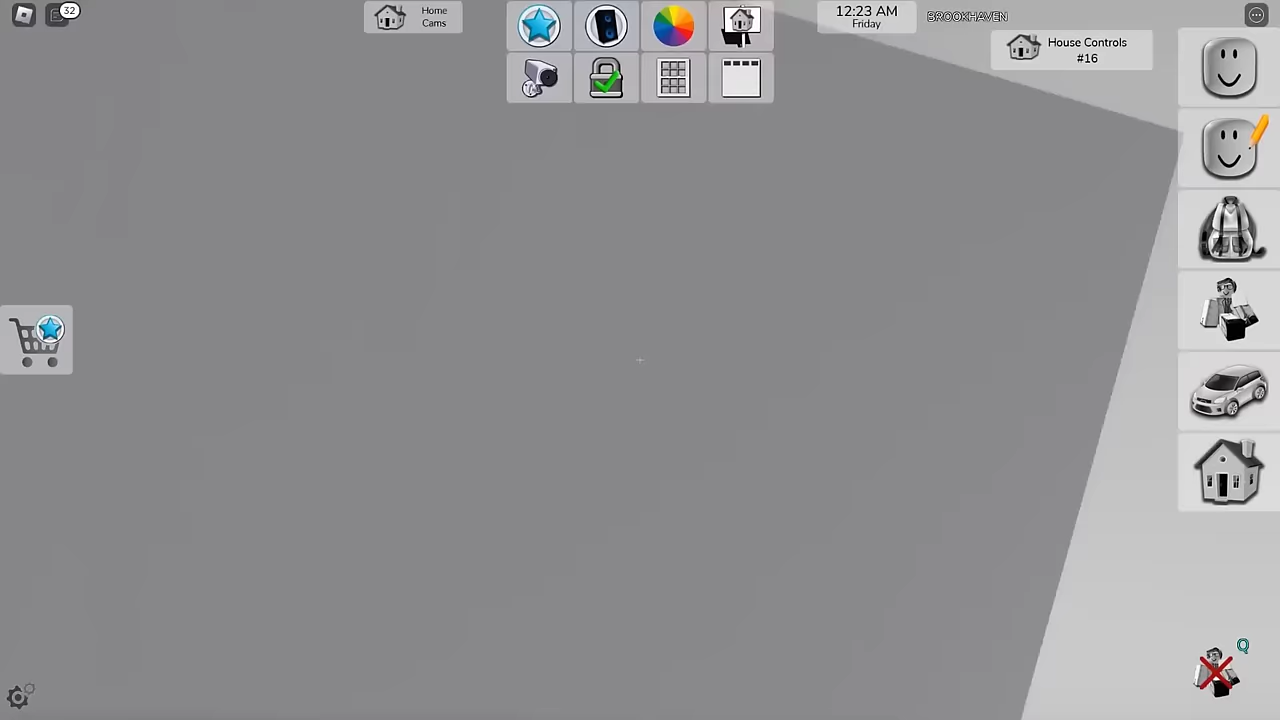 32
Home
Cams
12:23 AM
Friday
BROOKHAVEN
House Controls
#16
Q